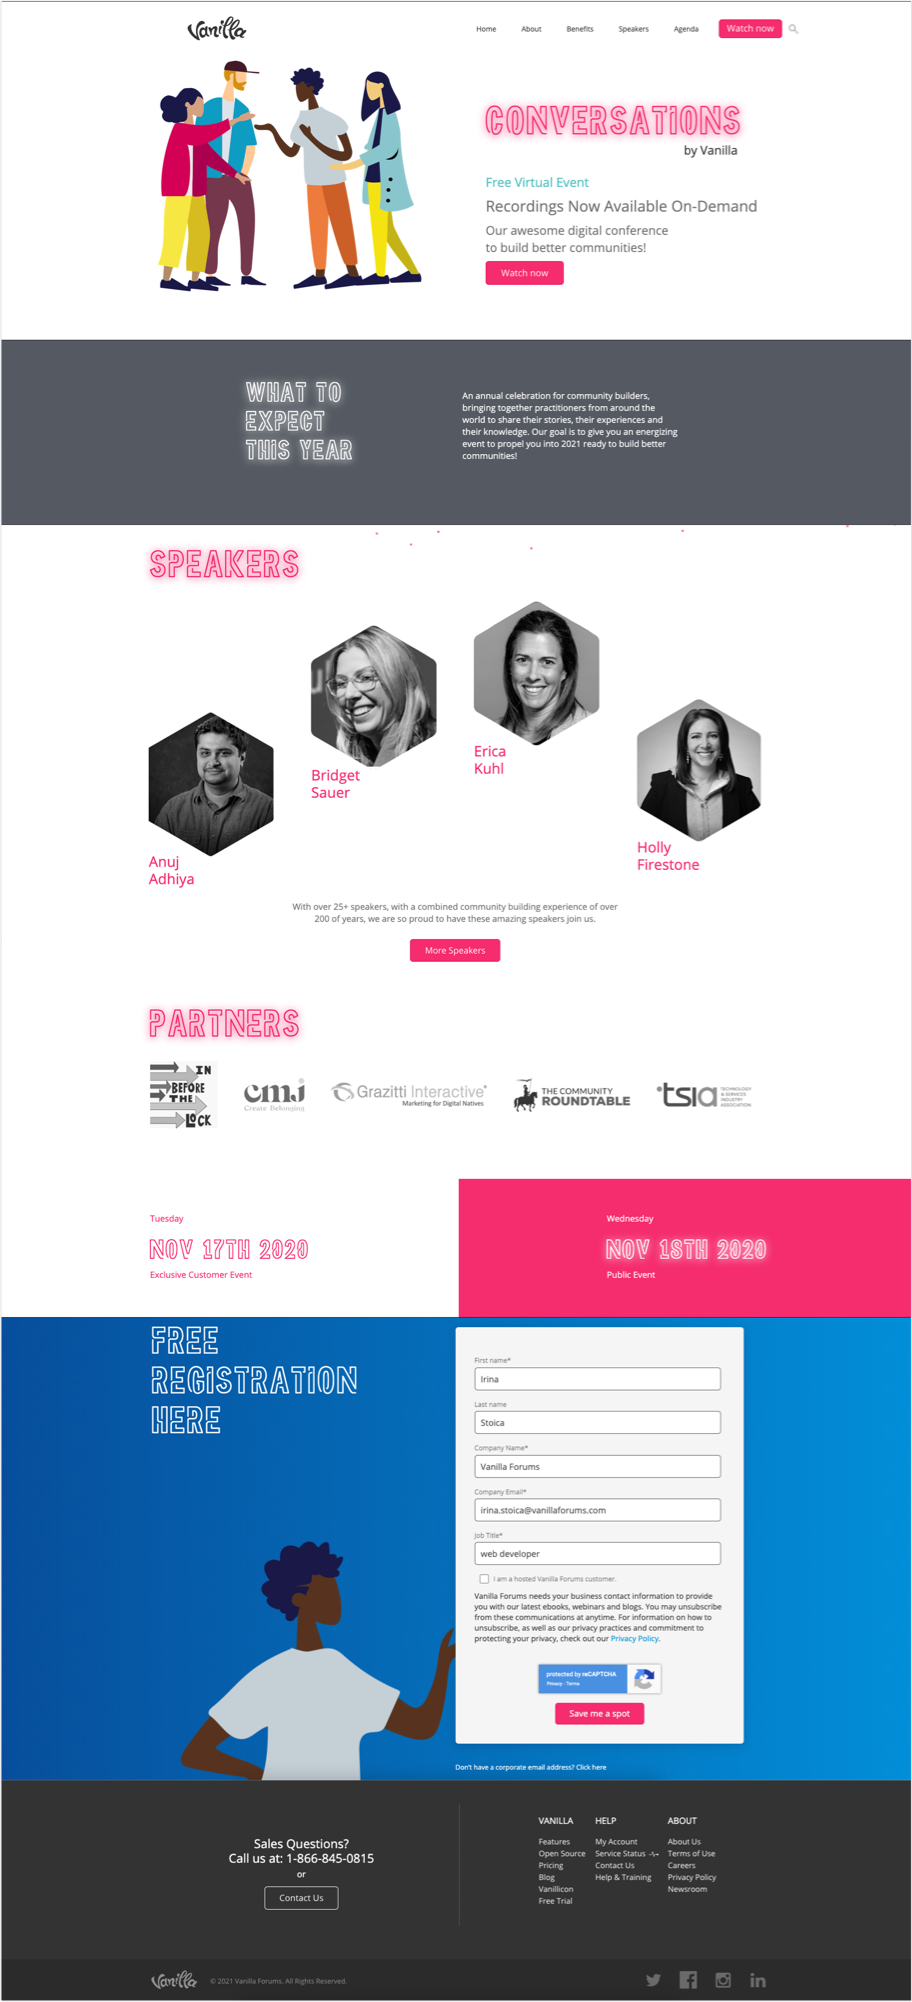 Vanilla
Home About Benefits Speakers Agenda Watch now
CONVERSATIONS
by Vanilla
Free Virtual Event
Recordings Now Available On-Demand
Our awesome digital conference
to build better communities!
Watch now
WHAT TO
EXPECT
THIS YEAR
An annual celebration for community builders,
bringing together practitioners from around the
world to share their stories, their experiences and
their knowledge. Our goal is to give you an energizing
event to propel you into 2021 ready to build better
communities!
SPEAKERS
Anuj
Adhiya
Bridget
Sauer
Erica
Kuhl
Holly
Firestone
With over 25+ speakers, with a combined community building experience of over
200 of years, we are so proud to have these amazing speakers join us.
More Speakers
PARTNERS
IN
BEFORE
THE
LOCK
cmj
Create Belonging
Grazitti Interactive
Marketing for Digital Natives
THE COMMUNITY
ROUNDTABLE
tsia
TECHNOLOGY
& SERVICES
INDUSTRY
ASSOCIATION
Tuesday
NOV 17TH 2020
Exclusive Customer Event
Wednesday
NOV 18TH 2020
Public Event
FREE
REGISTRATION
HERE
First name*
Irina
Last name
Stoica
Company Name*
Vanilla Forums
Company Email*
irina.stoica@vanillaforums.com
Job Title*
web developer
I am a hosted Vanilla Forums customer.
Vanilla Forums needs your business contact information to provide
you with our latest ebooks, webinars and blogs. You may unsubscribe
from these communications at anytime. For information on how to
unsubscribe, as well as our privacy practices and commitment to
protecting your privacy, check out our Privacy Policy.
protected by reCAPTCHA
Privacy - Terms
Save me a spot
Don't have a corporate email address? Click here
Sales Questions?
Call us at: 1-866-845-0815
or
Contact Us
VANILLA
Features
Open Source
Pricing
Blog
Vanillicon
Free Trial
HELP
My Account
Service Status
Contact Us
Help & Training
ABOUT
About Us
Terms of Use
Careers
Privacy Policy
Newsroom
Vanilla
© 2021 Vanilla Forums. All Rights Reserved.